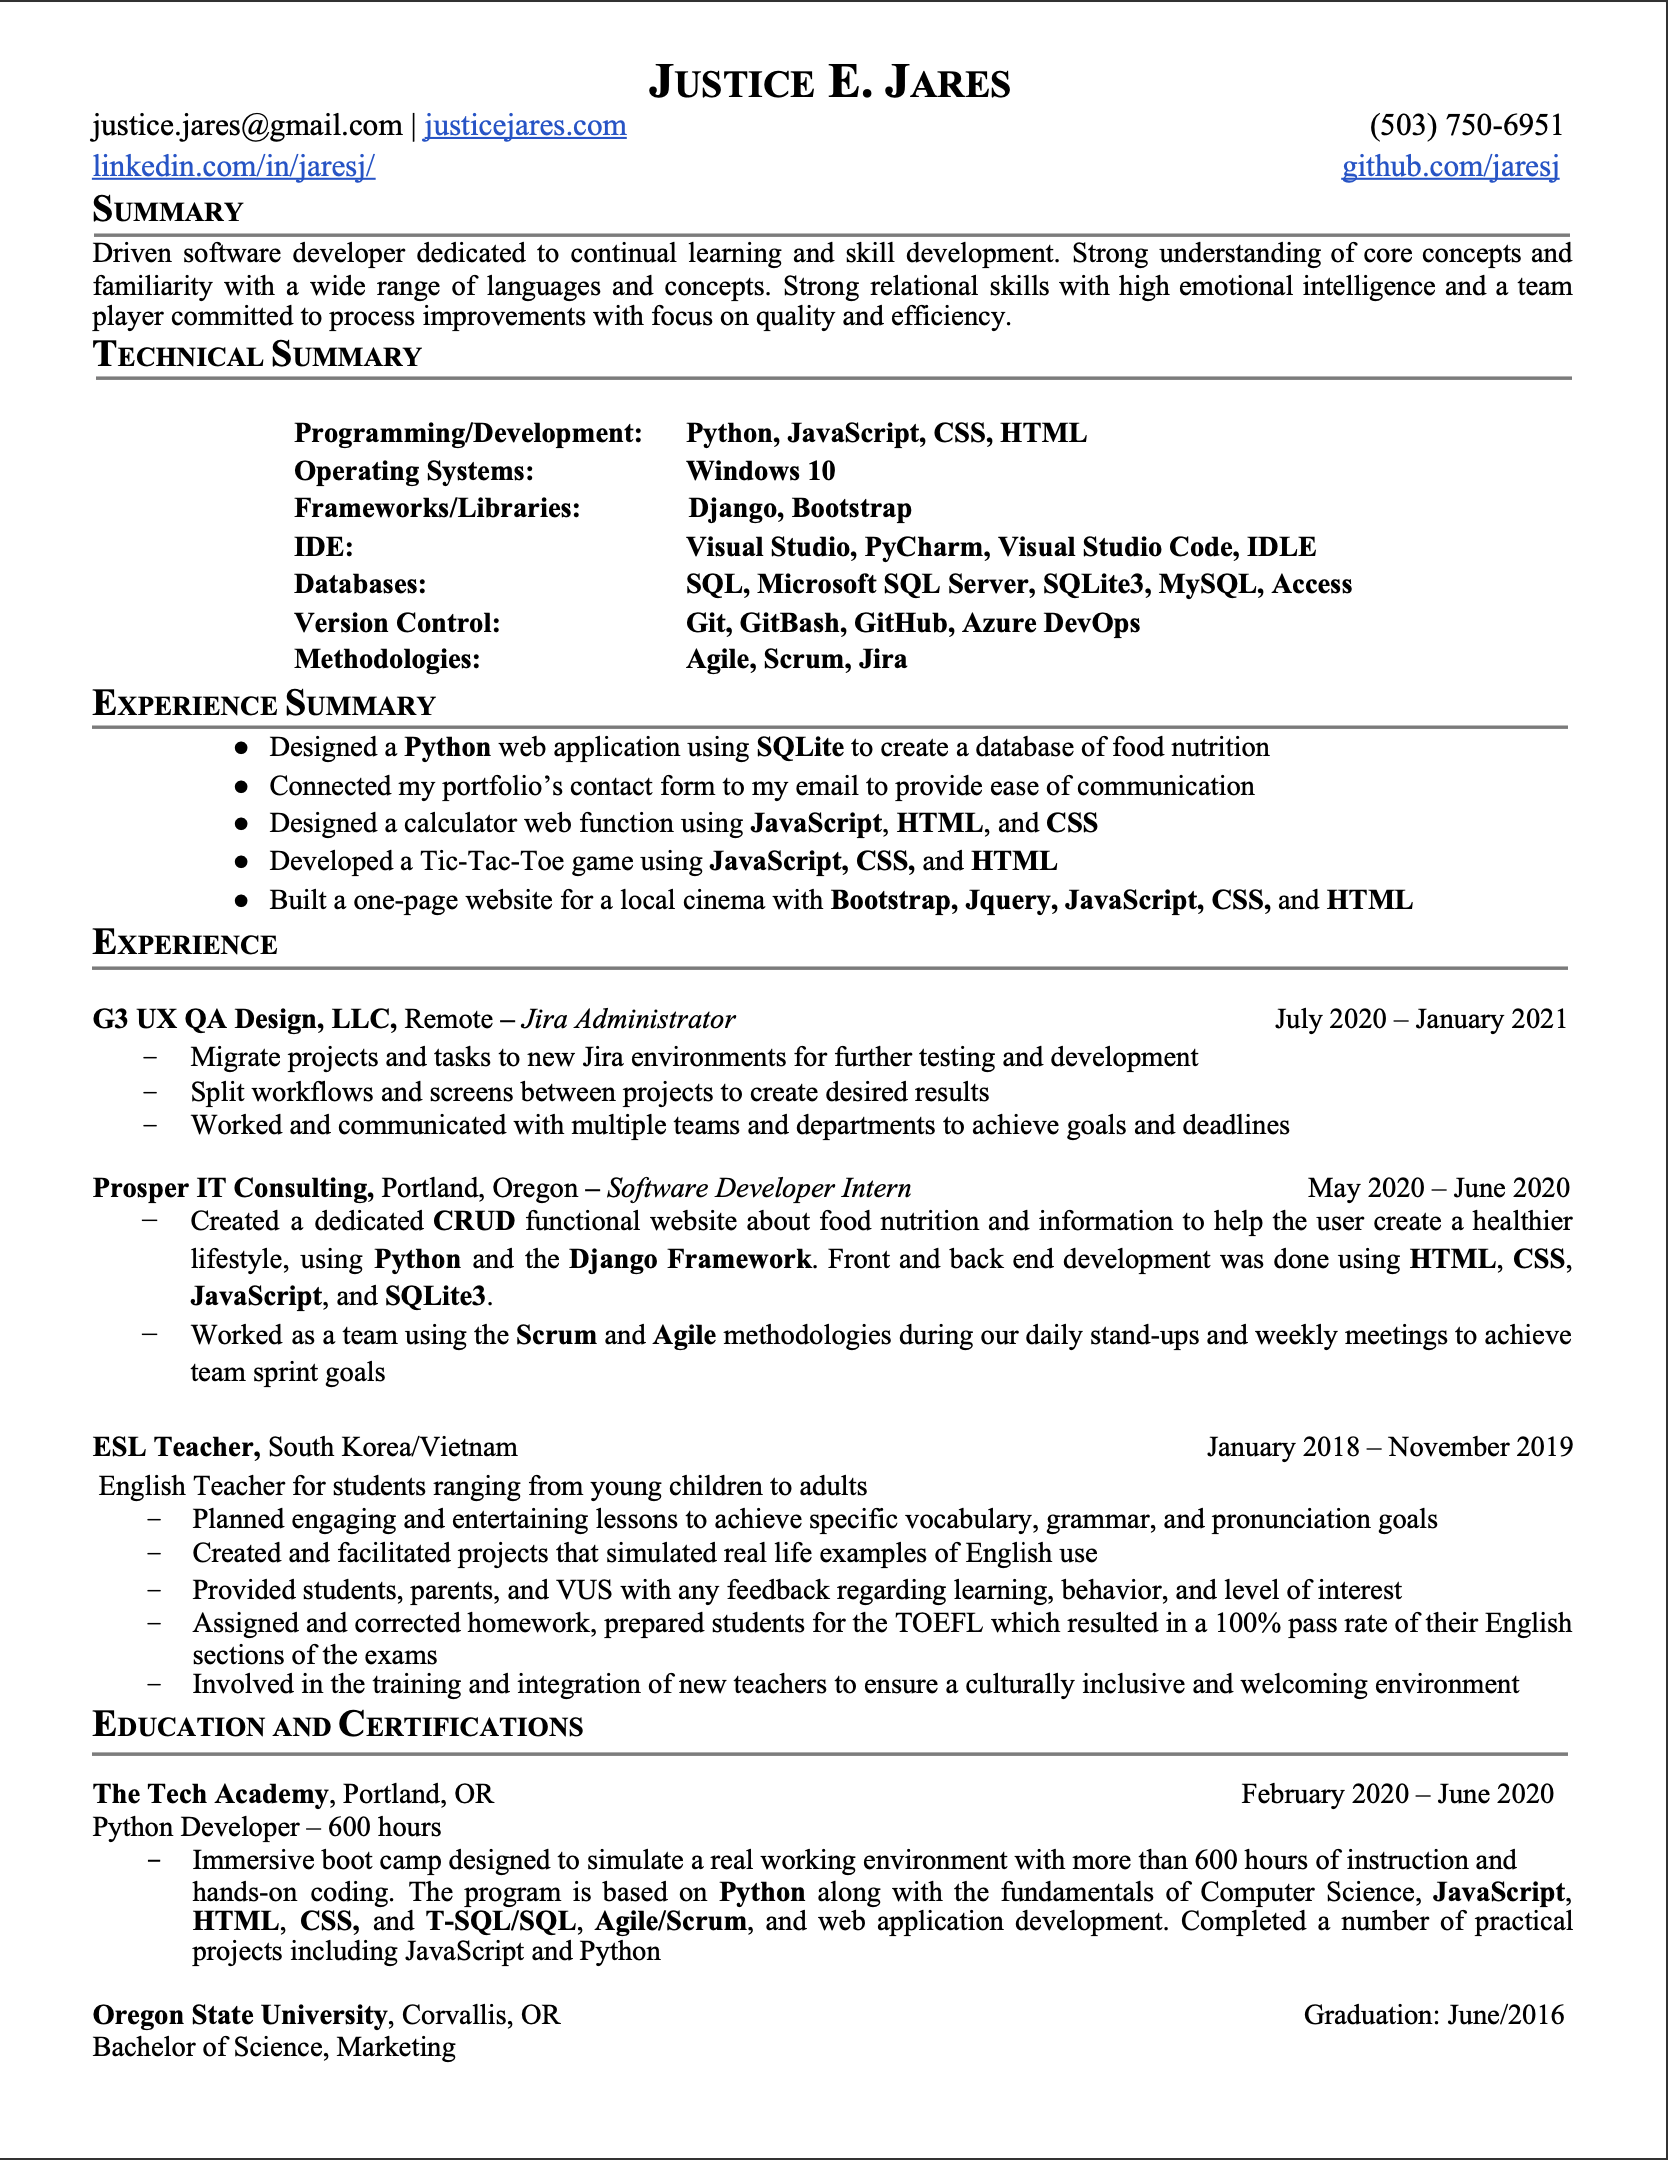 JUSTICE E. JARES
justice.jares@gmail.com | justicejares.com (503) 750-6951
linkedin.com/in/jaresj/ github.com/jaresj
SUMMARY
Driven software developer dedicated to continual learning and skill development. Strong understanding of core concepts and
familiarity with a wide range of languages and concepts. Strong relational skills with high emotional intelligence and a team
player committed to process improvements with focus on quality and efficiency.
TECHNICAL SUMMARY
Programming/Development: Python, JavaScript, CSS, HTML
Operating Systems: Windows 10
Frameworks/Libraries: Django, Bootstrap
IDE: Visual Studio, PyCharm, Visual Studio Code, IDLE
Databases: SQL, Microsoft SQL Server, SQLite3, MySQL, Access
Version Control: Git, GitBash, GitHub, Azure DevOps
Methodologies: Agile, Scrum, Jira
EXPERIENCE SUMMARY
● Designed a Python web application using SQLite to create a database of food nutrition
● Connected my portfolio’s contact form to my email to provide ease of communication
● Designed a calculator web function using JavaScript, HTML, and CSS
● Developed a Tic-Tac-Toe game using JavaScript, CSS, and HTML
● Built a one-page website for a local cinema with Bootstrap, Jquery, JavaScript, CSS, and HTML
EXPERIENCE
G3 UX QA Design, LLC, Remote – Jira Administrator July 2020 – January 2021
– Migrate projects and tasks to new Jira environments for further testing and development
– Split workflows and screens between projects to create desired results
– Worked and communicated with multiple teams and departments to achieve goals and deadlines
Prosper IT Consulting, Portland, Oregon – Software Developer Intern May 2020 – June 2020
– Created a dedicated CRUD functional website about food nutrition and information to help the user create a healthier
lifestyle, using Python and the Django Framework. Front and back end development was done using HTML, CSS,
JavaScript, and SQLite3.
– Worked as a team using the Scrum and Agile methodologies during our daily stand-ups and weekly meetings to achieve
team sprint goals
ESL Teacher, South Korea/Vietnam January 2018 – November 2019
English Teacher for students ranging from young children to adults
– Planned engaging and entertaining lessons to achieve specific vocabulary, grammar, and pronunciation goals
– Created and facilitated projects that simulated real life examples of English use
– Provided students, parents, and VUS with any feedback regarding learning, behavior, and level of interest
– Assigned and corrected homework, prepared students for the TOEFL which resulted in a 100% pass rate of their English
sections of the exams
– Involved in the training and integration of new teachers to ensure a culturally inclusive and welcoming environment
EDUCATION AND CERTIFICATIONS
The Tech Academy, Portland, OR February 2020 – June 2020
Python Developer – 600 hours
– Immersive boot camp designed to simulate a real working environment with more than 600 hours of instruction and
hands-on coding. The program is based on Python along with the fundamentals of Computer Science, JavaScript,
HTML, CSS, and T-SQL/SQL, Agile/Scrum, and web application development. Completed a number of practical
projects including JavaScript and Python
Oregon State University, Corvallis, OR Graduation: June/2016
Bachelor of Science, Marketing